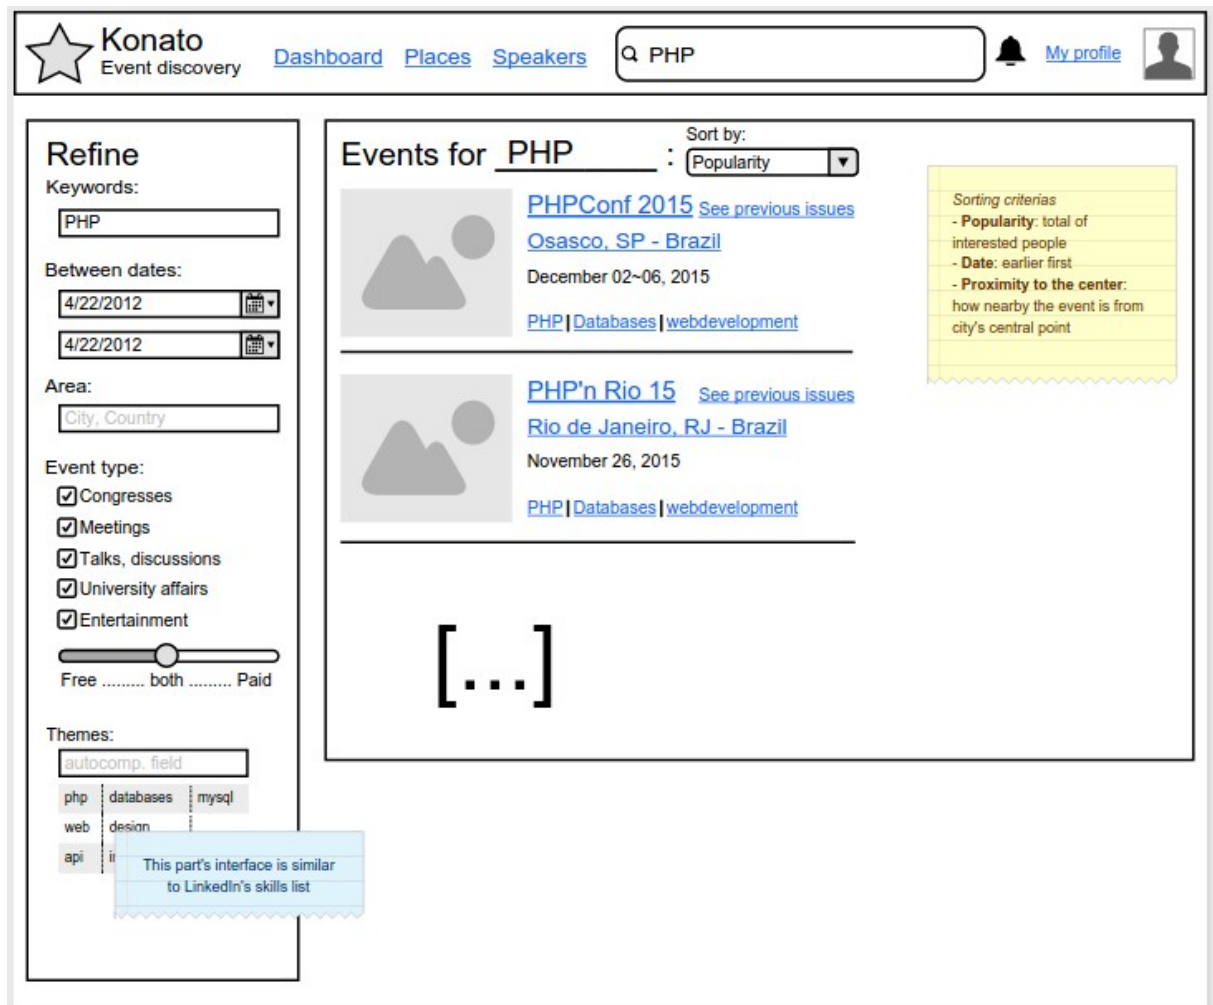 Konato
Event discovery
Dashboard Places Speakers
PHP
My profile
Refine
Keywords:
PHP
Between dates:
4/22/2012
4/22/2012
Area:
City, Country
Event type:
Congresses
Meetings
Talks, discussions
University affairs
Entertainment
Free ......... both ......... Paid
Themes:
autocomp. field
php databases mysql
web design
api
This part's interface is similar
to LinkedIn's skills list
Events for PHP :
Sort by:
Popularity
PHPConf 2015 See previous issues
Osasco, SP - Brazil
December 02~06, 2015
PHP|Databases|webdevelopment
PHP'n Rio 15 See previous issues
Rio de Janeiro, RJ - Brazil
November 26, 2015
PHP|Databases|webdevelopment
[...]
Sorting criterias
- Popularity: total of
interested people
- Date: earlier first
- Proximity to the center:
how nearby the event is from
city's central point